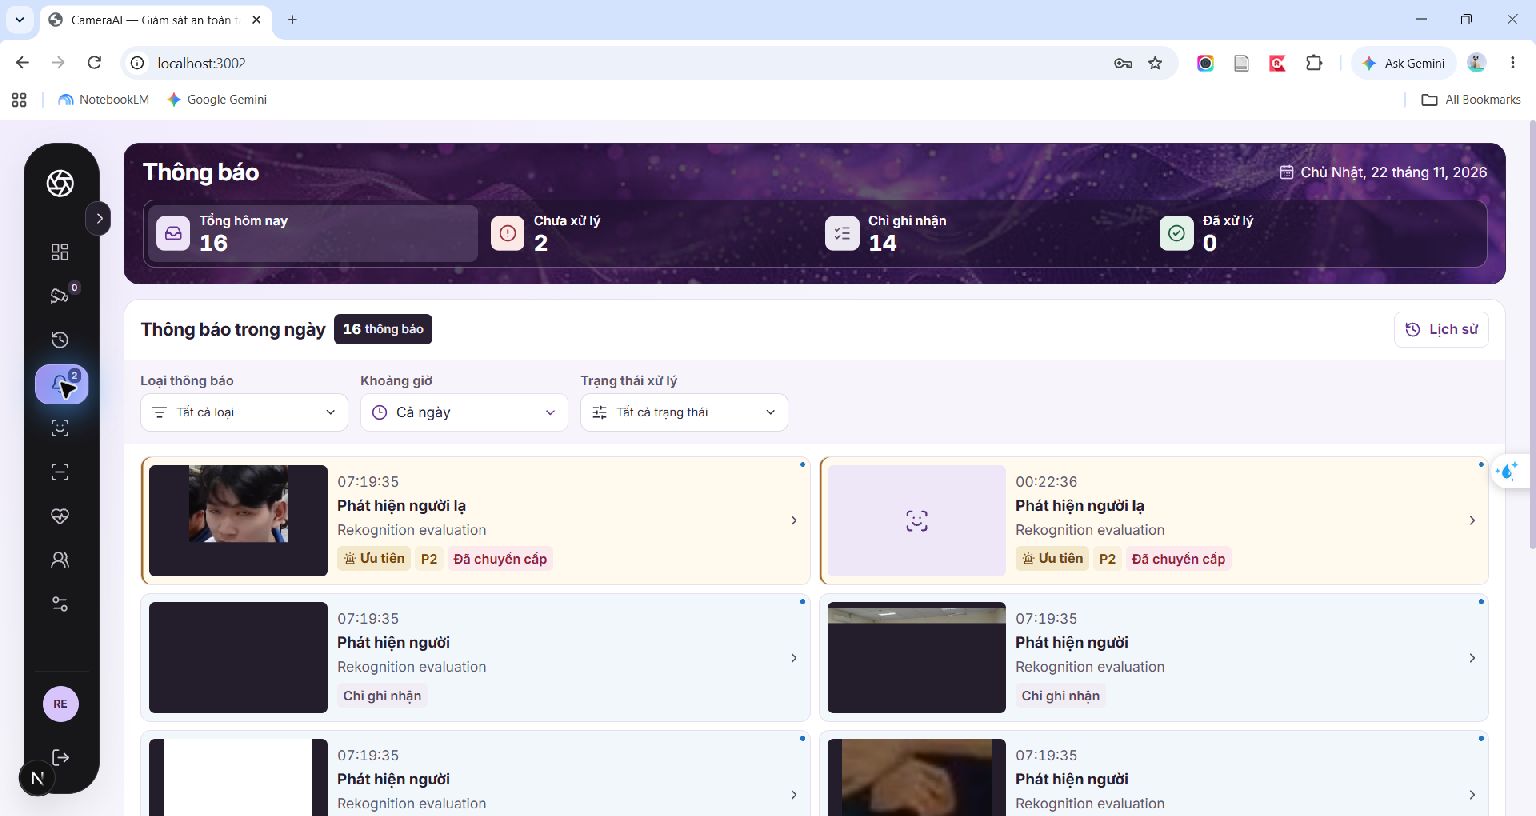 CameraAI — Giám sát an toàn t
localhost:3002
Ask Gemini
NotebookLM
Google Gemini
All Bookmarks
Thông báo
Chủ Nhật, 22 tháng 11, 2026
Tổng hôm nay
16
Chưa xử lý
2
Chỉ ghi nhận
14
Đã xử lý
0
0
2
RE
N
Thông báo trong ngày
16 thông báo
Lịch sử
Loại thông báo
Khoảng giờ
Trạng thái xử lý
Tất cả loại
Cả ngày
Tất cả trạng thái
07:19:35
Phát hiện người lạ
Rekognition evaluation
Ưu tiên P2 Đã chuyển cấp
00:22:36
Phát hiện người lạ
Rekognition evaluation
Ưu tiên P2 Đã chuyển cấp
07:19:35
Phát hiện người
Rekognition evaluation
Chỉ ghi nhận
07:19:35
Phát hiện người
Rekognition evaluation
Chỉ ghi nhận
07:19:35
Phát hiện người
Rekognition evaluation
07:19:35
Phát hiện người
Rekognition evaluation